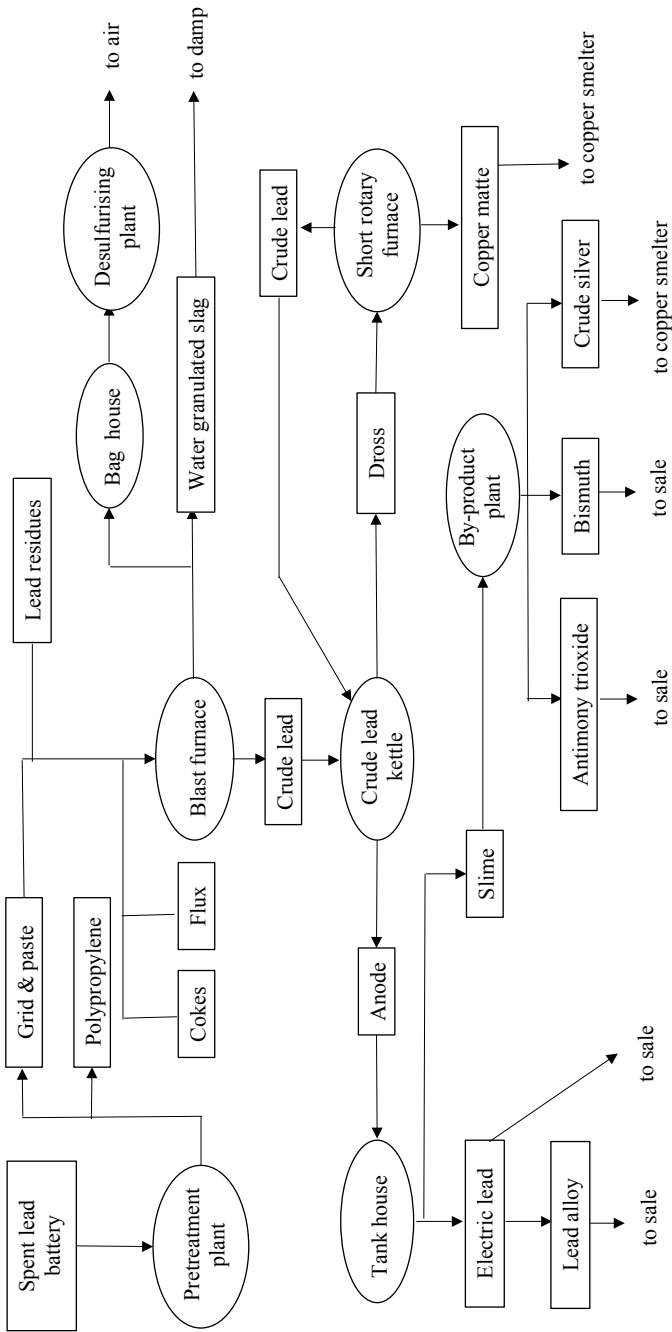 Spent lead
battery
Pretreatment
plant
Grid & paste
Polypropylene
Cokes
Flux
Lead residues
Blast furnace
Bag house
Desulfurising
plant
to air
Water granulated slag
to damp
Crude lead
Crude lead
kettle
Crude lead
Dross
Short rotary
furnace
Copper matte
to copper smelter
Anode
Tank house
Electric lead
to sale
Lead alloy
to sale
Slime
By-product
plant
Antimony trioxide
to sale
Bismuth
to sale
Crude silver
to copper smelter